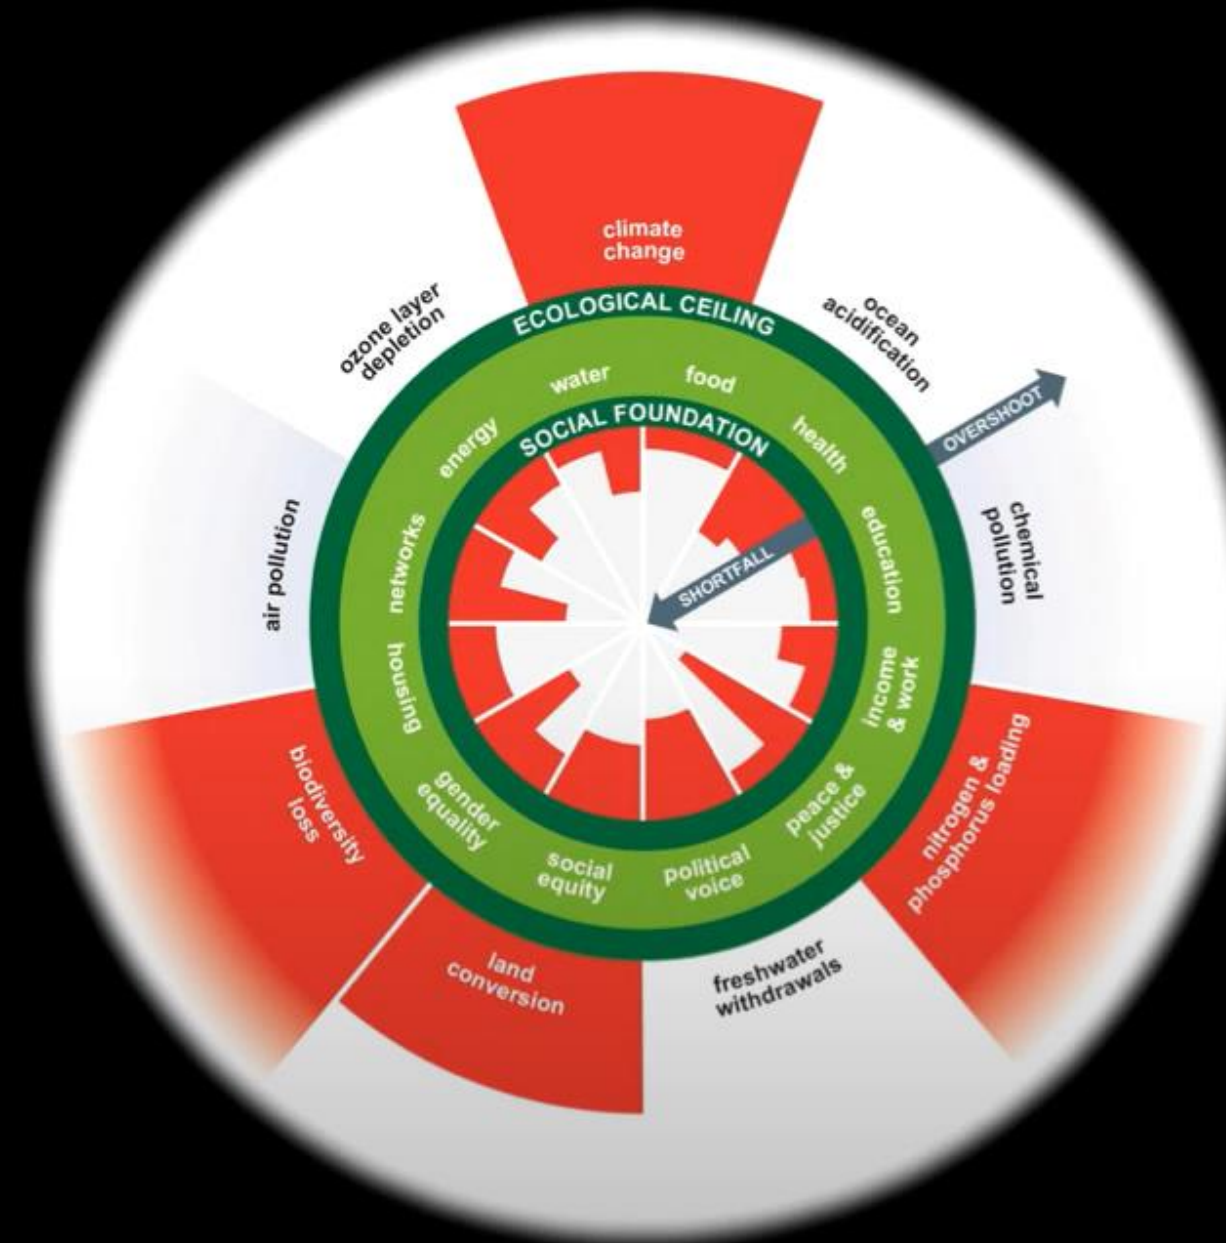 climate
change
ozone layer
depletion
ocean
acidification
ECOLOGICAL CEILING
OVERSHOOT
water
food
energy
health
SOCIAL FOUNDATION
networks
education
SHORTFALL
air pollution
chemical
pollution
housing
income
& work
biodiversity
loss
gender
equality
peace &
justice
nitrogen &
phosphorus loading
social
equity
political
voice
land
conversion
freshwater
withdrawals